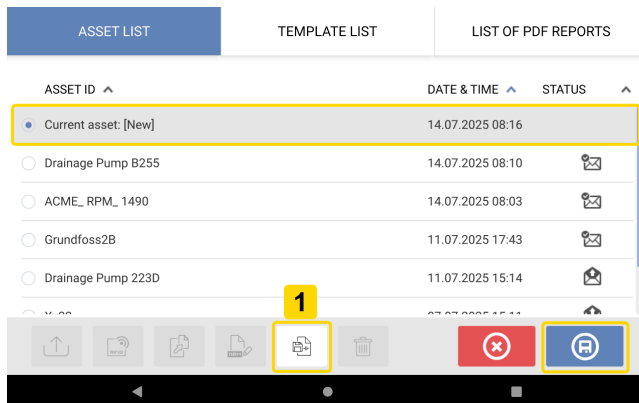 ASSET LIST TEMPLATE LIST LIST OF PDF REPORTS
ASSET ID DATE & TIME STATUS
Current asset: [New] 14.07.2025 08:16
Drainage Pump B255 14.07.2025 08:10
ACME_ RPM_ 1490 14.07.2025 08:03
Grundfoss2B 11.07.2025 17:43
Drainage Pump 223D 11.07.2025 15:14
1